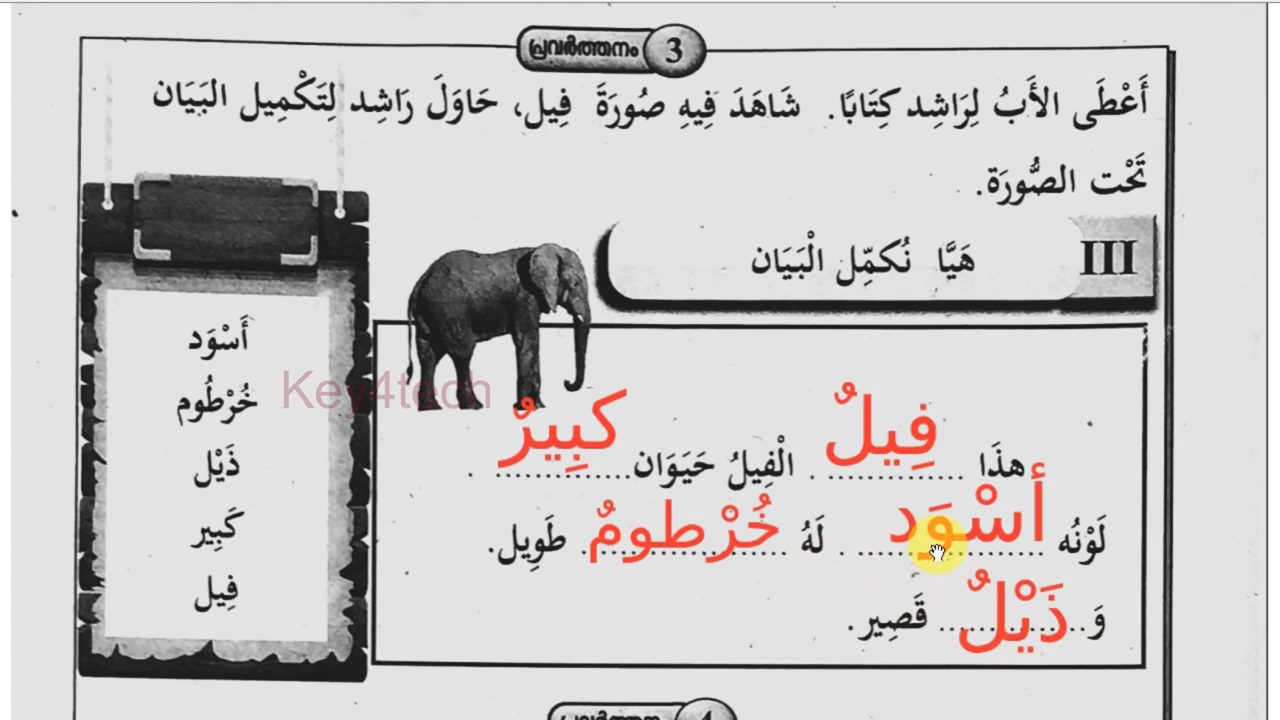 പ്രവർത്തനം 3
أَعْطَى الأَبُ لِرَاشِد كِتَابًا. شَاهَدَ فِيهِ صُورَةَ فِيل، حَاوَلَ رَاشِد لِتَكْمِيل البَيَان
تَحْت الصُّورَة.
III هَيَّا نُكمِّل الْبَيَان
أَسْوَد
خُرْطُوم
ذَيْل
كَبِير
فِيل
Key4tech
هذَا فِيلٌ. الْفِيلُ حَيَوَان كَبِيرٌ.
لَوْنُه أَسْوَد. لَهُ خُرْطومٌ طَوِيل.
وَ ذَيْلٌ قَصِير.